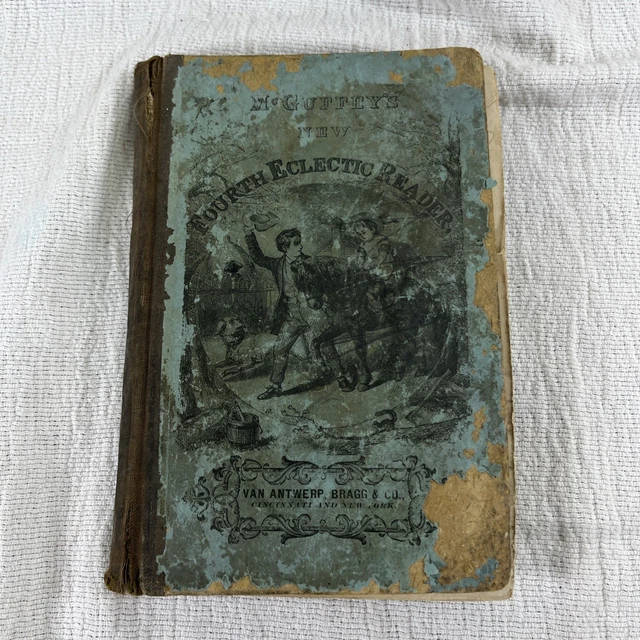 McGUFFEY'S
NEW
FOURTH ECLECTIC READER.
VAN ANTWERP, BRAGG & CO.,
CINCINNATI AND NEW YORK.